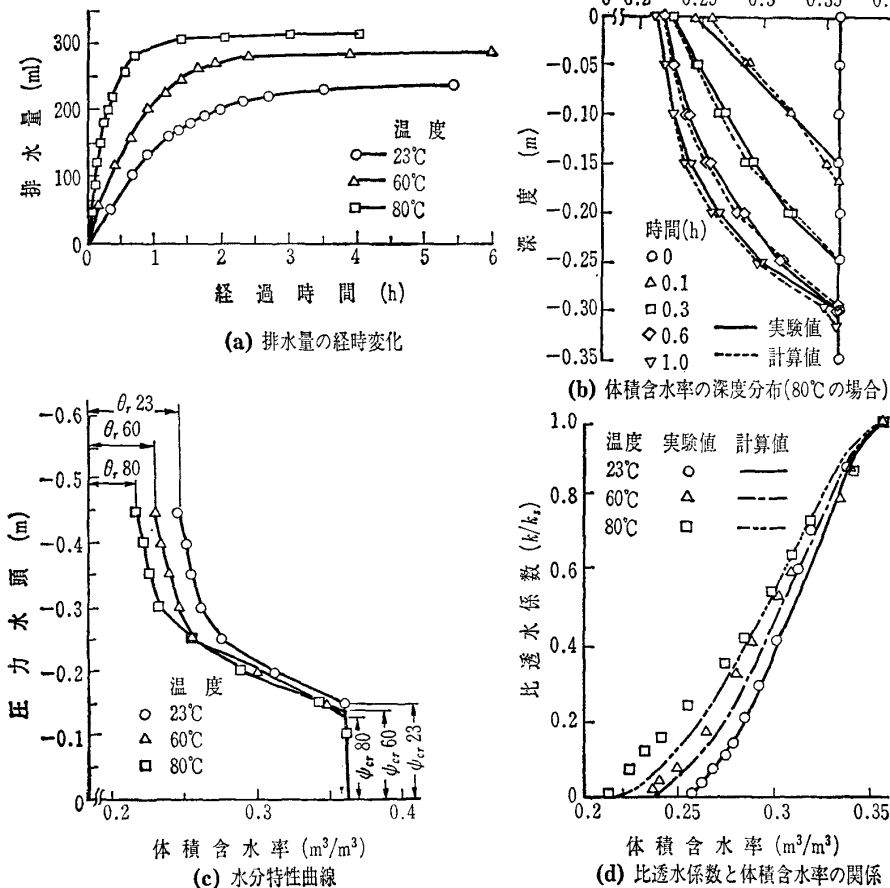 300
200
100
0
排水量 (ml)
温度
23℃
60℃
80℃
0 1 2 3 4 5 6
経過時間 (h)
(a) 排水量の経時変化
0
-0.05
-0.10
-0.15
-0.20
-0.25
-0.30
-0.35
深度 (m)
時間(h)
0
0.1
0.3
0.6
1.0
実験値
計算値
(b) 体積含水率の深度分布(80℃の場合)
θr 23
θr 60
θr 80
-0.6
-0.5
-0.4
-0.3
-0.2
-0.1
0
圧力水頭 (m)
温度
23℃
60℃
80℃
ψcr 80
ψcr 60
ψcr 23
0.2 0.3 0.4
体積含水率 (m³/m³)
(c) 水分特性曲線
1.0
0.8
0.6
0.4
0.2
0
比透水係数 (k/ks)
温度 実験値 計算値
23℃
60℃
80℃
0.2 0.25 0.30 0.35
体積含水率 (m³/m³)
(d) 比透水係数と体積含水率の関係